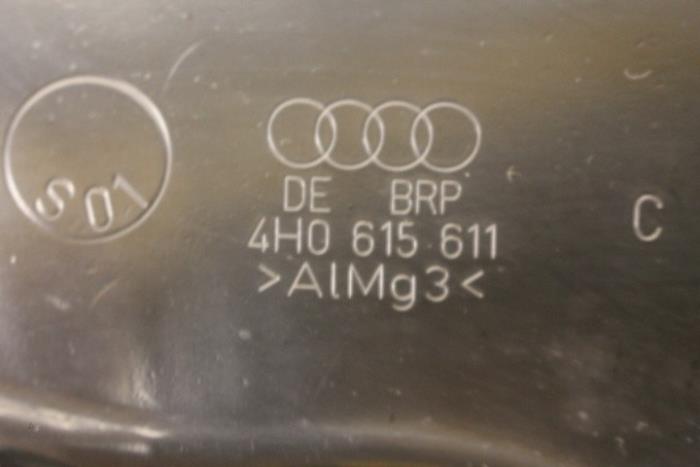 S01
DE BRP
4H0 615 611
>AlMg3<
C